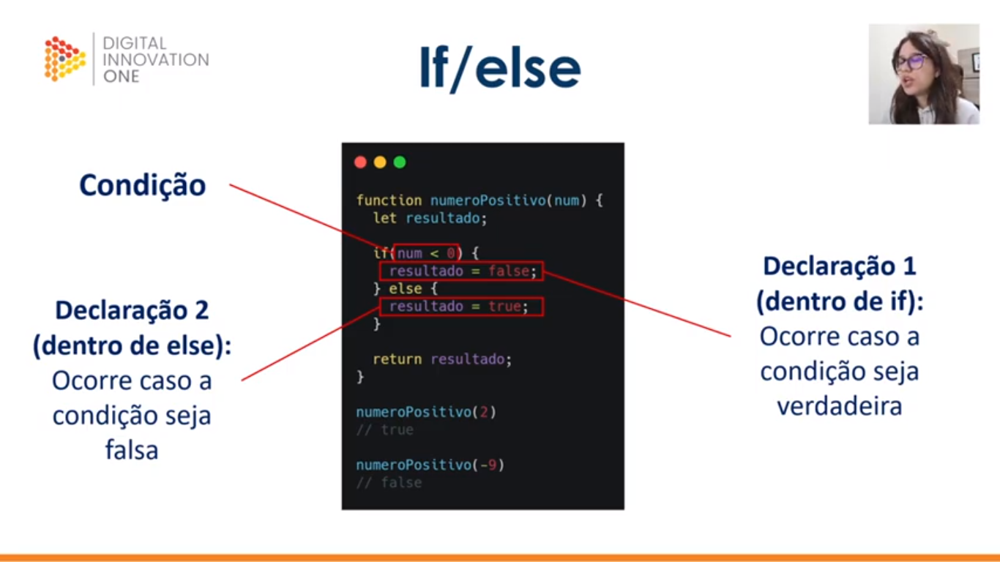 DIGITAL
INNOVATION
ONE
If/else
Condição
function numeroPositivo(num) {
let resultado;
if(num < 0) {
resultado = false;
} else {
resultado = true;
}
return resultado;
}
numeroPositivo(2)
// true
numeroPositivo(-9)
// false
Declaração 2
(dentro de else):
Ocorre caso a
condição seja
falsa
Declaração 1
(dentro de if):
Ocorre caso a
condição seja
verdadeira